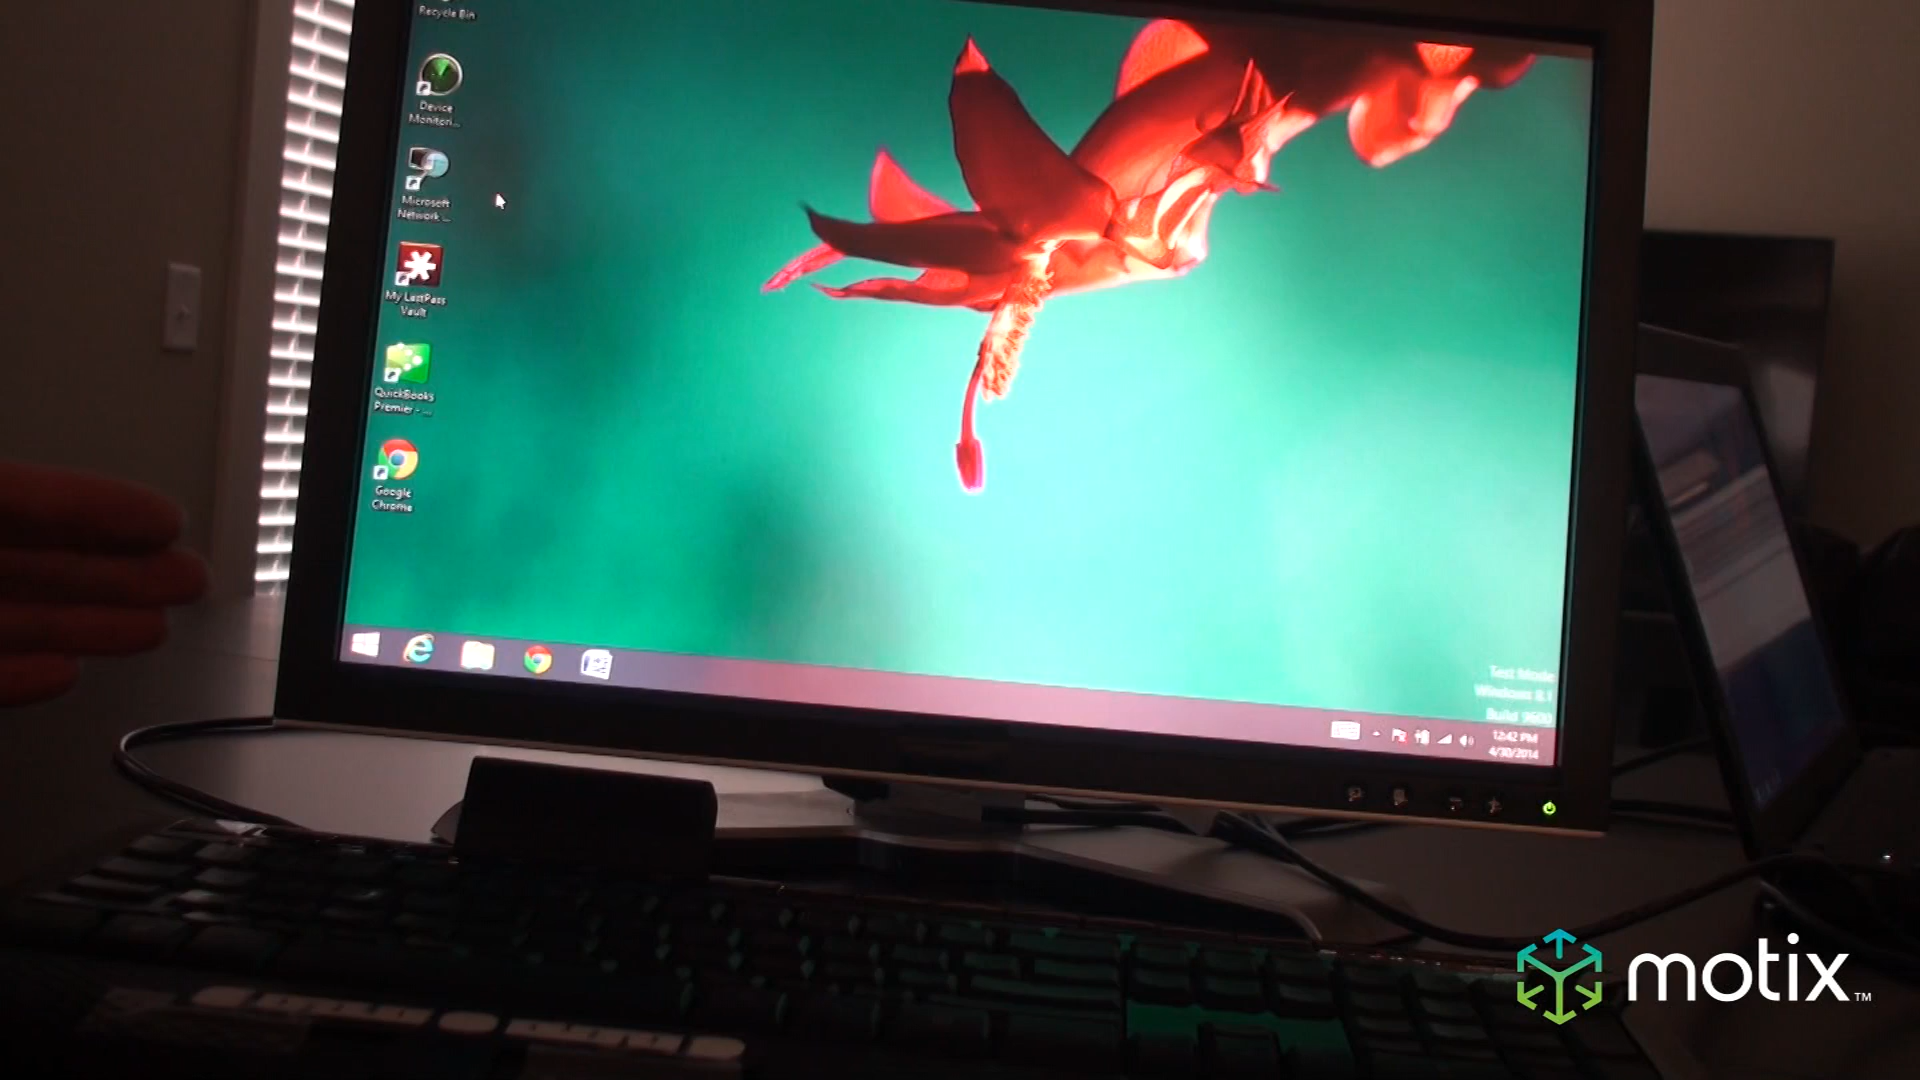 Recycle Bin
Device
Monitori...
Microsoft
Network ...
My LastPass
Vault
QuickBooks
Premier - ...
Google
Chrome
Test Mode
Windows 8.1
Build 9600
12:42 PM
4/30/2014
motix™